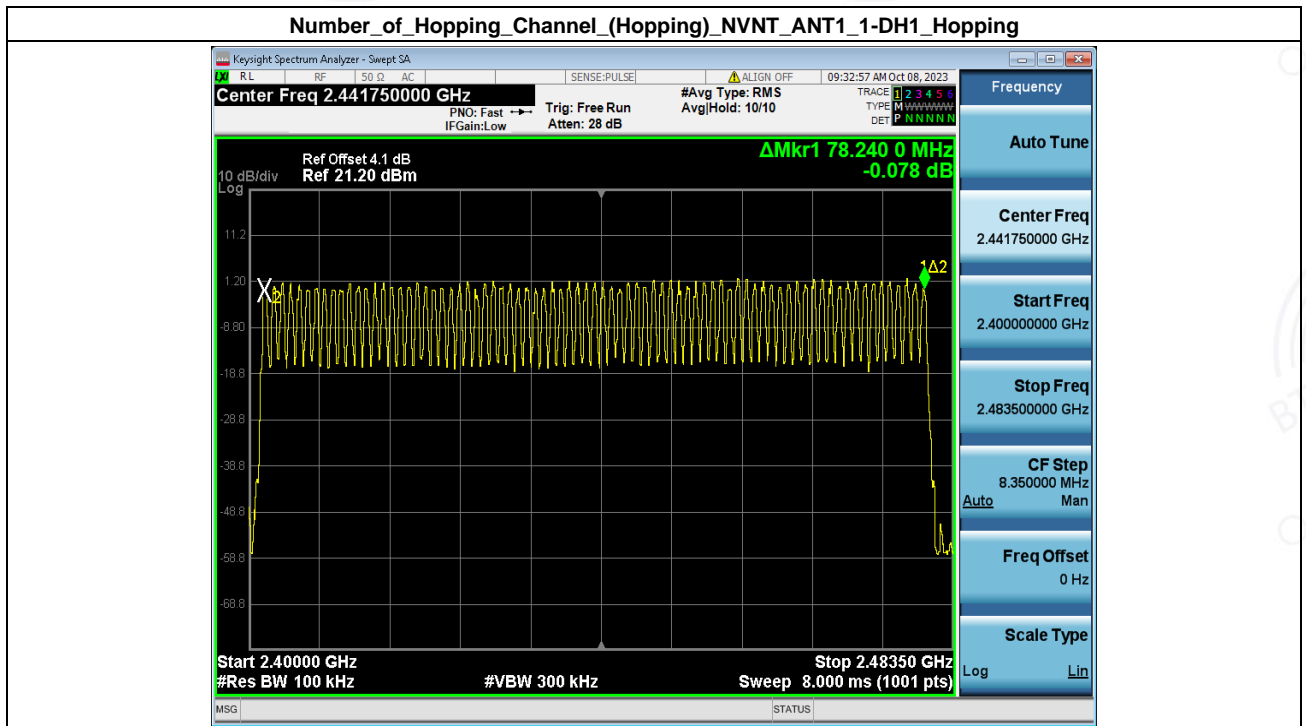 Number_of_Hopping_Channel_(Hopping)_NVNT_ANT1_1-DH1_Hopping
Keysight Spectrum Analyzer - Swept SA
LXI RL RF 50 Ω AC SENSE:PULSE ALIGN OFF 09:32:57 AM Oct 08, 2023
Center Freq 2.441750000 GHz
PNO: Fast
IFGain:Low
Trig: Free Run
Atten: 28 dB
#Avg Type: RMS
Avg|Hold: 10/10
TRACE 1 2 3 4 5 6
TYPE M WWWWW
DET P N N N N N
ΔMkr1 78.240 0 MHz
-0.078 dB
Ref Offset 4.1 dB
10 dB/div Ref 21.20 dBm
Log
11.2
1.20
-8.80
-18.8
-28.8
-38.8
-48.8
-58.8
-68.8
X2
1Δ2
Start 2.40000 GHz Stop 2.48350 GHz
#Res BW 100 kHz #VBW 300 kHz Sweep 8.000 ms (1001 pts)
MSG STATUS
Frequency
Auto Tune
Center Freq
2.441750000 GHz
Start Freq
2.400000000 GHz
Stop Freq
2.483500000 GHz
CF Step
8.350000 MHz
Auto Man
Freq Offset
0 Hz
Scale Type
Log Lin